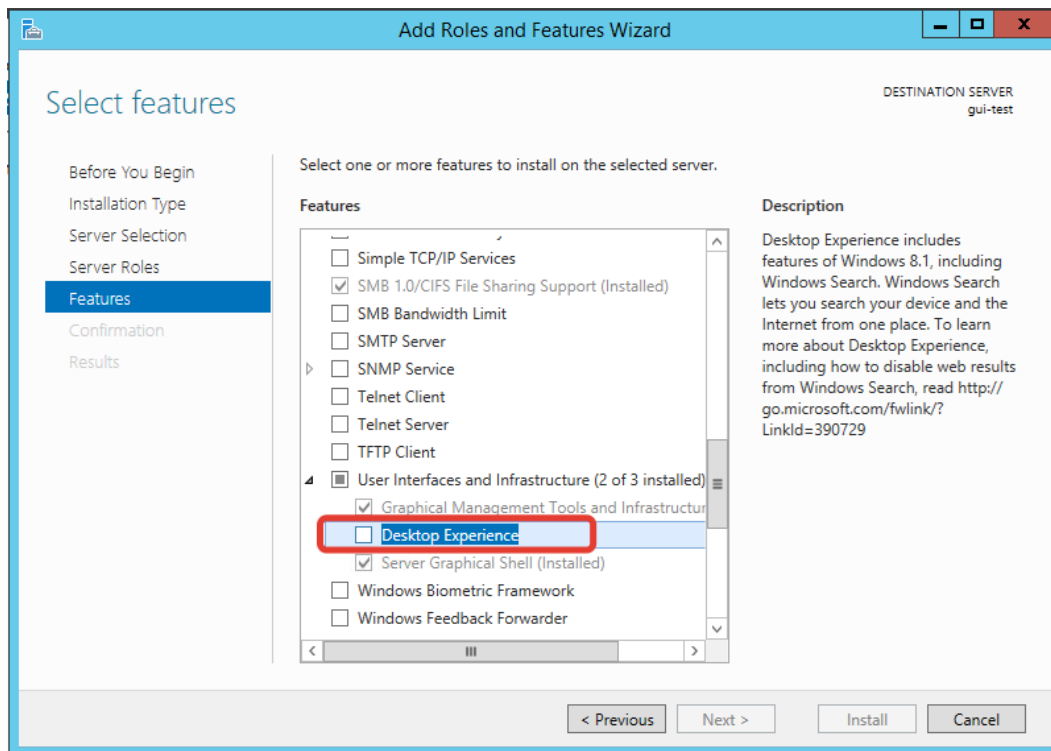 Add Roles and Features Wizard
Select features
DESTINATION SERVER
gui-test
Before You Begin
Installation Type
Server Selection
Server Roles
Features
Confirmation
Results
Select one or more features to install on the selected server.
Features
Simple TCP/IP Services
SMB 1.0/CIFS File Sharing Support (Installed)
SMB Bandwidth Limit
SMTP Server
SNMP Service
Telnet Client
Telnet Server
TFTP Client
User Interfaces and Infrastructure (2 of 3 installed)
Graphical Management Tools and Infrastructur
Desktop Experience
Server Graphical Shell (Installed)
Windows Biometric Framework
Windows Feedback Forwarder
Description
Desktop Experience includes
features of Windows 8.1, including
Windows Search. Windows Search
lets you search your device and the
Internet from one place. To learn
more about Desktop Experience,
including how to disable web results
from Windows Search, read http://
go.microsoft.com/fwlink/?
LinkId=390729
< Previous
Next >
Install
Cancel